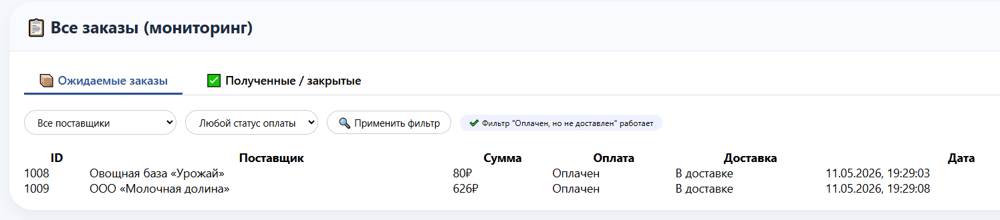 Все заказы (мониторинг)
Ожидаемые заказы Полученные / закрытые
Все поставщики Любой статус оплаты Применить фильтр Фильтр "Оплачен, но не доставлен" работает
ID Поставщик Сумма Оплата Доставка Дата
1008 Овощная база «Урожай» 80₽ Оплачен В доставке 11.05.2026, 19:29:03
1009 ООО «Молочная долина» 626₽ Оплачен В доставке 11.05.2026, 19:29:08